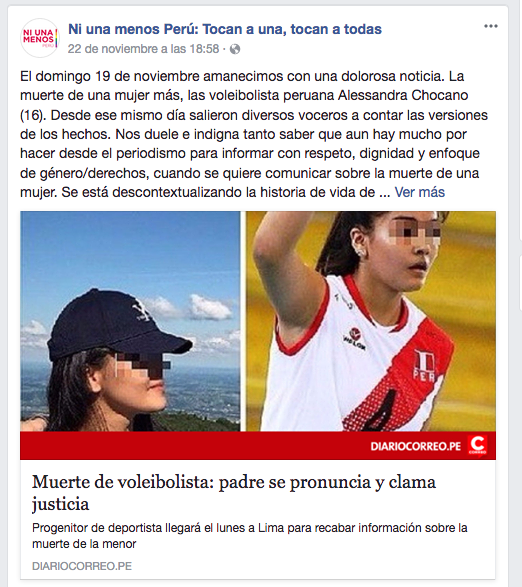 NI UNA
MENOS
PERÚ
Ni una menos Perú: Tocan a una, tocan a todas
22 de noviembre a las 18:58 ·
El domingo 19 de noviembre amanecimos con una dolorosa noticia. La
muerte de una mujer más, las voleibolista peruana Alessandra Chocano
(16). Desde ese mismo día salieron diversos voceros a contar las versiones
de los hechos. Nos duele e indigna tanto saber que aun hay mucho por
hacer desde el periodismo para informar con respeto, dignidad y enfoque
de género/derechos, cuando se quiere comunicar sobre la muerte de una
mujer. Se está descontextualizando la historia de vida de ... Ver más
WALON
PERÚ
4
DIARIOCORREO.PE
C
CORREO
Muerte de voleibolista: padre se pronuncia y clama
justicia
Progenitor de deportista llegará el lunes a Lima para recabar información sobre la
muerte de la menor
DIARIOCORREO.PE